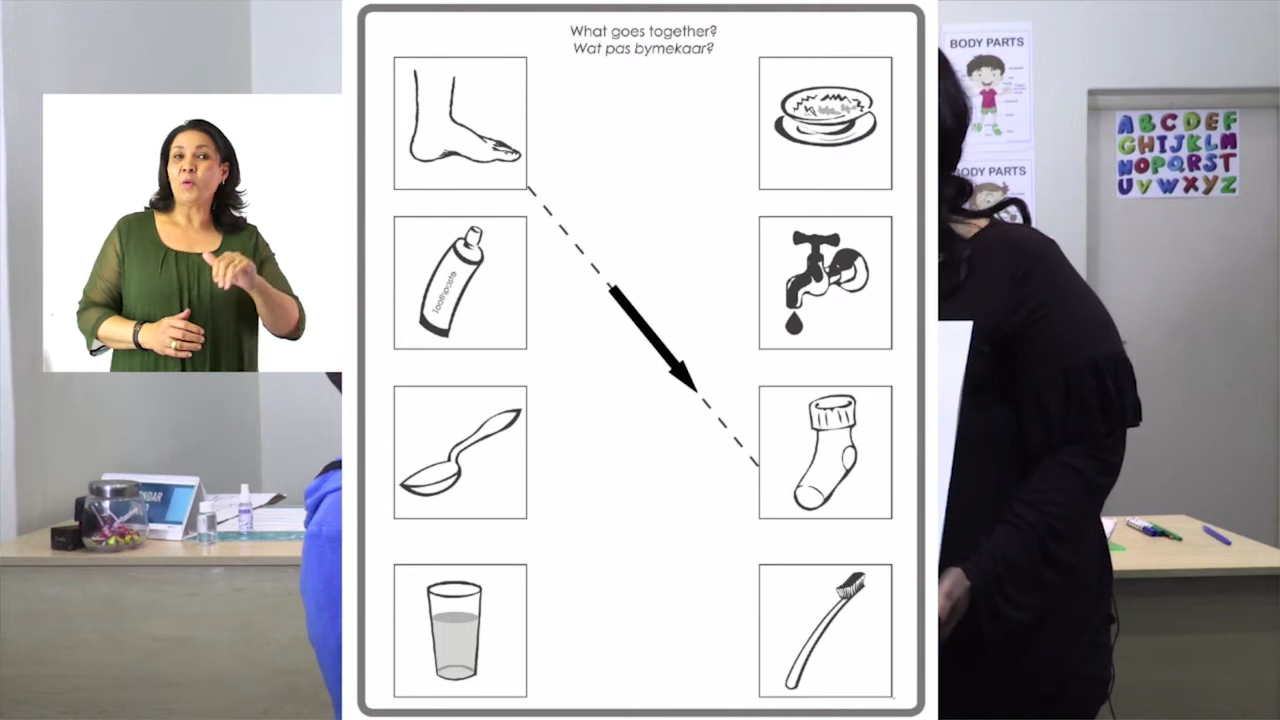 What goes together?
Wat pas bymekaar?
Toothpaste
BODY PARTS
BODY PARTS
ABCDEF
GHIJKLM
NOPQRST
UVWXYZ